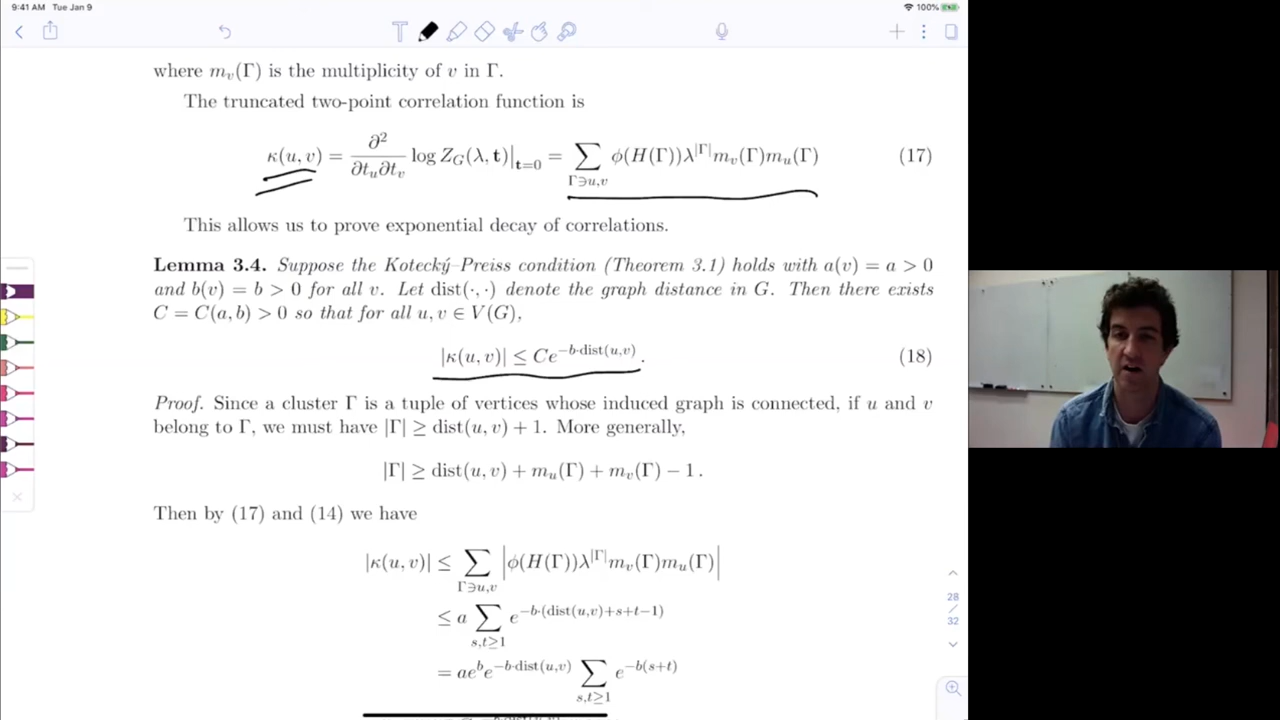 9:41 AM Tue Jan 9
100%
where m_v(Γ) is the multiplicity of v in Γ.
The truncated two-point correlation function is
κ(u, v) = ∂²/∂t_u∂t_v log Z_G(λ, t)|_{t=0} = ∑_{Γ∋u,v} φ(H(Γ))λ^{|Γ|} m_v(Γ)m_u(Γ) (17)
This allows us to prove exponential decay of correlations.
Lemma 3.4. Suppose the Kotecký–Preiss condition (Theorem 3.1) holds with a(v) = a > 0
and b(v) = b > 0 for all v. Let dist(·, ·) denote the graph distance in G. Then there exists
C = C(a, b) > 0 so that for all u, v ∈ V(G),
|κ(u, v)| ≤ Ce^{−b·dist(u,v)} . (18)
Proof. Since a cluster Γ is a tuple of vertices whose induced graph is connected, if u and v
belong to Γ, we must have |Γ| ≥ dist(u, v) + 1. More generally,
|Γ| ≥ dist(u, v) + m_u(Γ) + m_v(Γ) − 1 .
Then by (17) and (14) we have
|κ(u, v)| ≤ ∑_{Γ∋u,v} |φ(H(Γ))λ^{|Γ|} m_v(Γ)m_u(Γ)|
≤ a ∑_{s,t≥1} e^{−b·(dist(u,v)+s+t−1)}
= ae^b e^{−b·dist(u,v)} ∑_{s,t≥1} e^{−b(s+t)}
28
/
32